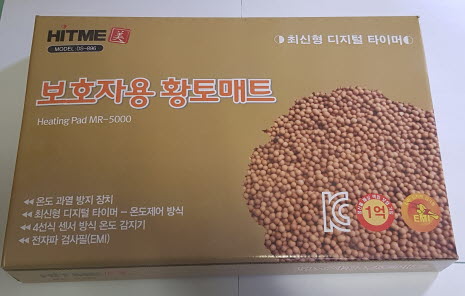 HiTME 美
MODEL DS-896
최신형 디지털 타이머
보호자용 황토매트
Heating Pad MR-5000
온도 과열 방지 장치
최신형 디지털 타이머 - 온도제어 방식
4선식 센서 방식 온도 감지기
전자파 검사필(EMI)
1억
EMI